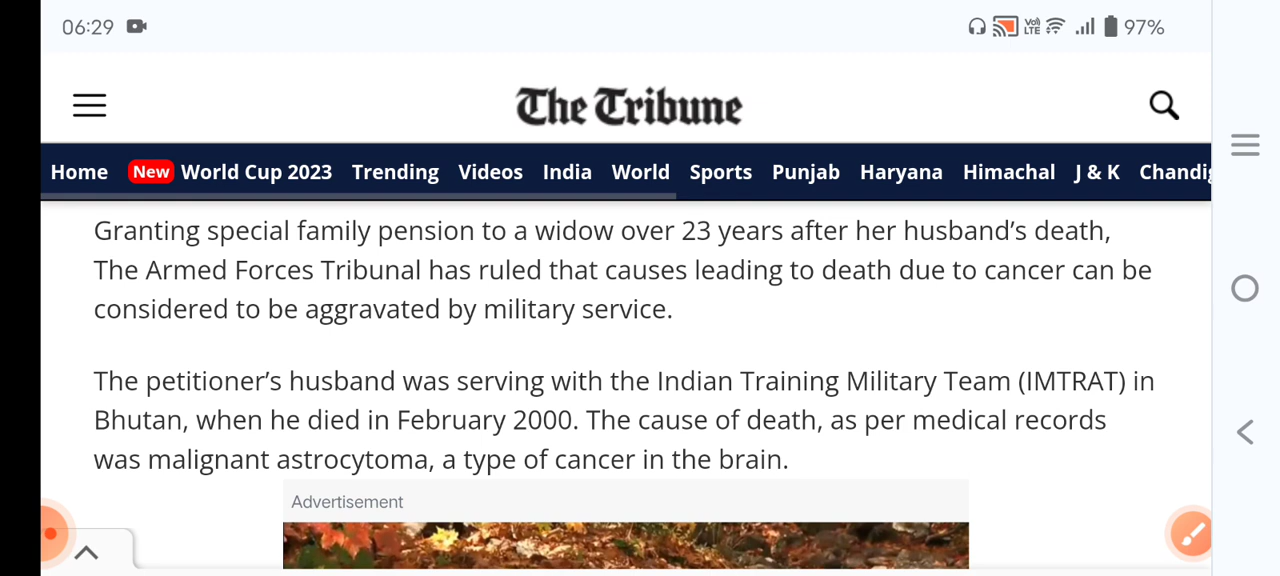 06:29 Vo) LTE 97%
The Tribune
Home New World Cup 2023 Trending Videos India World Sports Punjab Haryana Himachal J & K Chandig
Granting special family pension to a widow over 23 years after her husband’s death,
The Armed Forces Tribunal has ruled that causes leading to death due to cancer can be
considered to be aggravated by military service.
The petitioner’s husband was serving with the Indian Training Military Team (IMTRAT) in
Bhutan, when he died in February 2000. The cause of death, as per medical records
was malignant astrocytoma, a type of cancer in the brain.
Advertisement